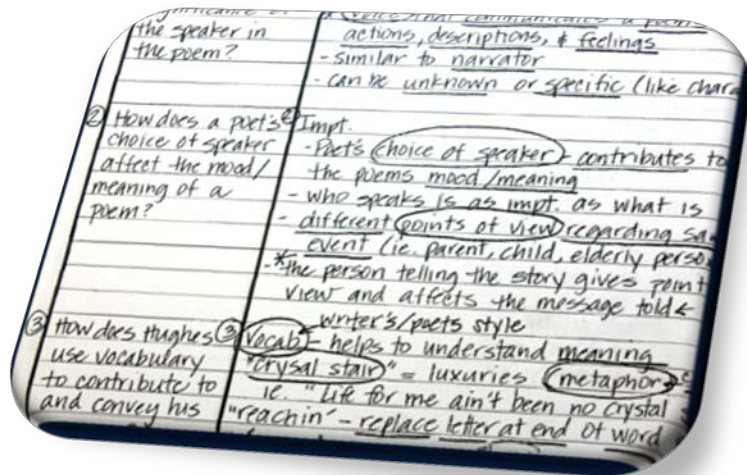 the speaker in
the poem?
② How does a poet's
choice of speaker
affect the mood/
meaning of a
poem?
③ How does Hughes
use vocabulary
to contribute to
and convey his
actions, descriptions, & feelings
- similar to narrator
- can be unknown or specific (like
② Impt.
- Poet's choice of speaker - contributes to
the poems mood/meaning
- who speaks is as impt. as what is
- different points of view regarding
event (ie. parent, child, elderly
* the person telling the story gives point
view and affects the message told ←
writer's/poets style
③ Vocab - helps to understand meaning
"crysal stair" = luxuries metaphor
ie. "Life for me ain't been no crystal
"reachin' - replace letter at end of word